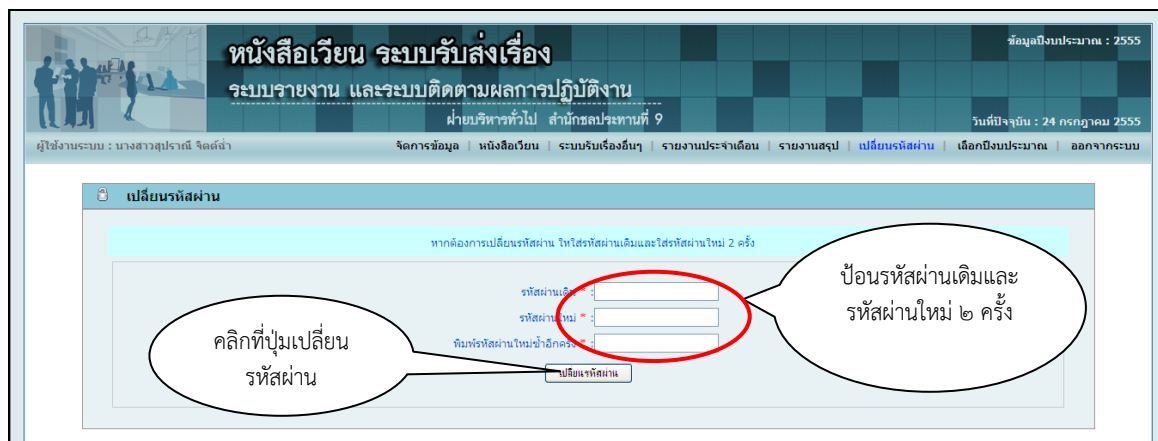 หนังสือเวียน ระบบรับส่งเรื่อง
ข้อมูลปีงบประมาณ : 2555
ระบบรายงาน และระบบติดตามผลการปฏิบัติงาน
ฝ่ายบริหารทั่วไป สำนักชลประทานที่ 9
วันที่ปัจจุบัน : 24 กรกฎาคม 2555
ผู้ใช้งานระบบ : นางสาวสุปราณี จิตต์ฉ่ำ
จัดการข้อมูล | หนังสือเวียน | ระบบรับเรื่องอื่นๆ | รายงานประจำเดือน | รายงานสรุป | เปลี่ยนรหัสผ่าน | เลือกปีงบประมาณ | ออกจากระบบ
เปลี่ยนรหัสผ่าน
หากต้องการเปลี่ยนรหัสผ่าน ให้ใส่รหัสผ่านเดิมและใส่รหัสผ่านใหม่ 2 ครั้ง
ป้อนรหัสผ่านเดิมและ
รหัสผ่านใหม่ ๒ ครั้ง
รหัสผ่านเดิม * :
รหัสผ่านใหม่ * :
พิมพ์รหัสผ่านใหม่ซ้ำอีกครั้ง * :
คลิกที่ปุ่มเปลี่ยน
รหัสผ่าน
เปลี่ยนรหัสผ่าน